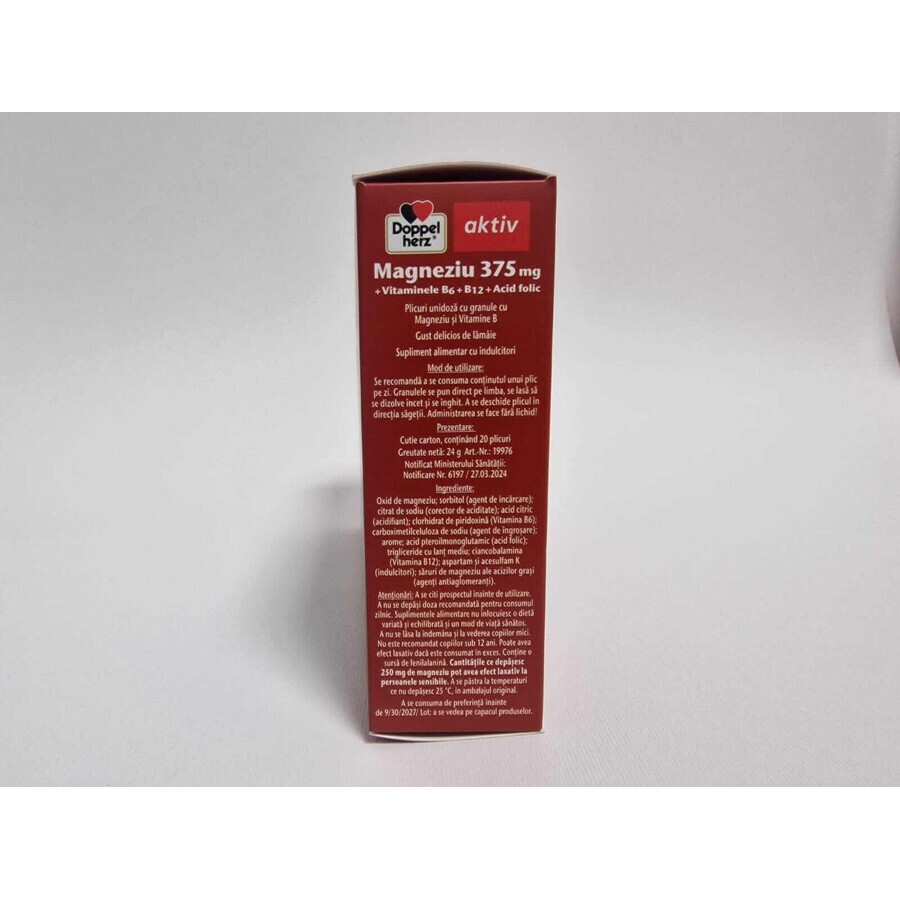 Doppel
herz®
aktiv
Magneziu 375 mg
+Vitaminele B6+B12+Acid folic
Plicuri unidoză cu granule cu
Magneziu și Vitamine B
Gust delicios de lămâie
Supliment alimentar cu îndulcitori
Mod de utilizare:
Se recomandă a se consuma conținutul unui plic
pe zi. Granulele se pun direct pe limba, se lasă să
se dizolve încet și se înghit. A se deschide plicul în
direcția săgeții. Administrarea se face fără lichid!
Prezentare:
Cutie carton, conținând 20 plicuri
Greutate netă: 24 g Art.-Nr.: 19976
Notificat Ministerului Sănătății:
Notificare Nr. 6197 / 27.03.2024
Ingrediente:
Oxid de magneziu; sorbitol (agent de încărcare);
citrat de sodiu (corector de aciditate); acid citric
(acidifiant); clorhidrat de piridoxină (Vitamina B6);
carboximetilceluloza de sodiu (agent de îngroșare);
arome; acid pteroilmonoglutamic (acid folic);
trigliceride cu lanț mediu; ciancobalamina
(Vitamina B12); aspartam și acesulfam K
(îndulcitori); săruri de magneziu ale acizilor grași
(agenți antiaglomeranți).
Atenționări: A se citi prospectul înainte de utilizare.
A nu se depăși doza recomandată pentru consumul
zilnic. Suplimentele alimentare nu înlocuiesc o dietă
variată și echilibrată și un mod de viață sănătos.
A nu se lăsa la îndemâna și la vederea copiilor mici.
Nu este recomandat copiilor sub 12 ani. Poate avea
efect laxativ dacă este consumat în exces. Conține o
sursă de fenilalanină. Cantitățile ce depășesc
250 mg de magneziu pot avea efect laxativ la
persoanele sensibile. A se păstra la temperaturi
ce nu depășesc 25 °C, în ambalajul original.
A se consuma de preferință înainte
de 9/30/2027/ Lot: a se vedea pe capacul produselor.